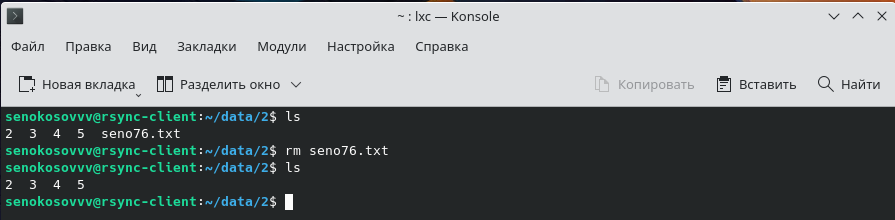 ~ : lxc — Konsole
Файл Правка Вид Закладки Модули Настройка Справка
Новая вкладка Разделить окно Копировать Вставить Найти
senokosovvv@rsync-client:~/data/2$ ls
2  3  4  5  seno76.txt
senokosovvv@rsync-client:~/data/2$ rm seno76.txt
senokosovvv@rsync-client:~/data/2$ ls
2  3  4  5
senokosovvv@rsync-client:~/data/2$